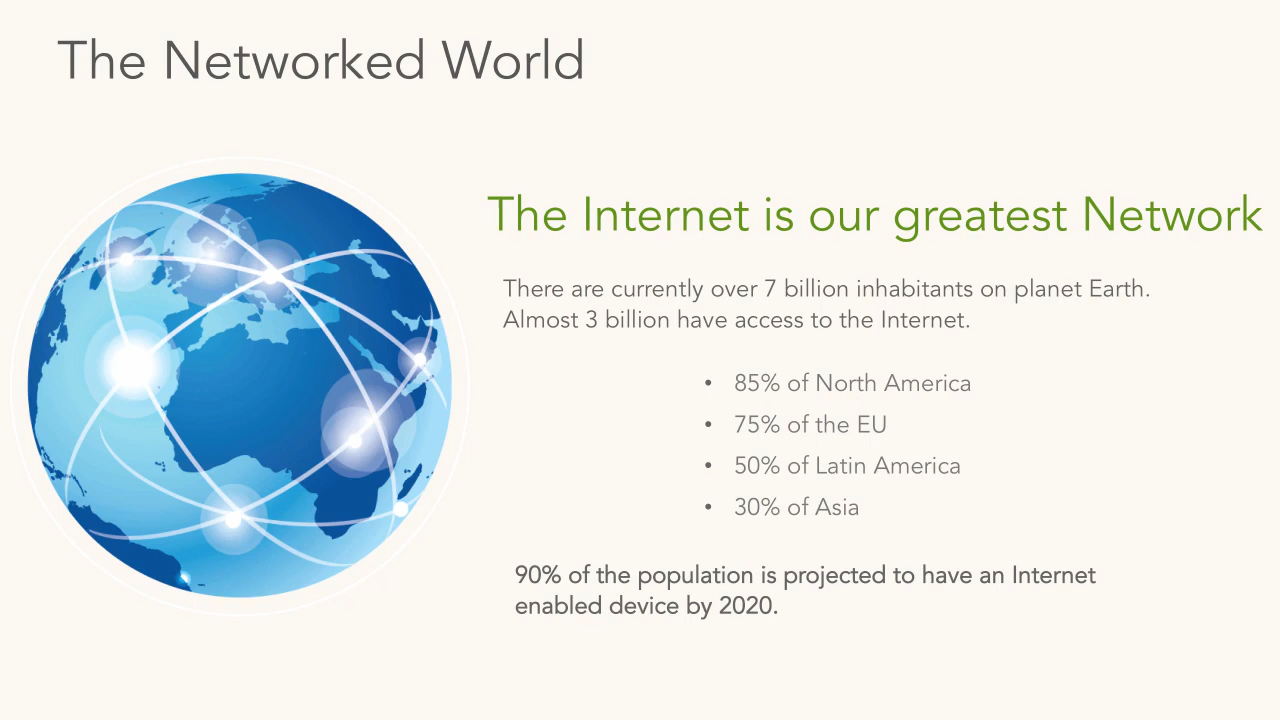 The Networked World
The Internet is our greatest Network
There are currently over 7 billion inhabitants on planet Earth.
Almost 3 billion have access to the Internet.
• 85% of North America
• 75% of the EU
• 50% of Latin America
• 30% of Asia
90% of the population is projected to have an Internet
enabled device by 2020.